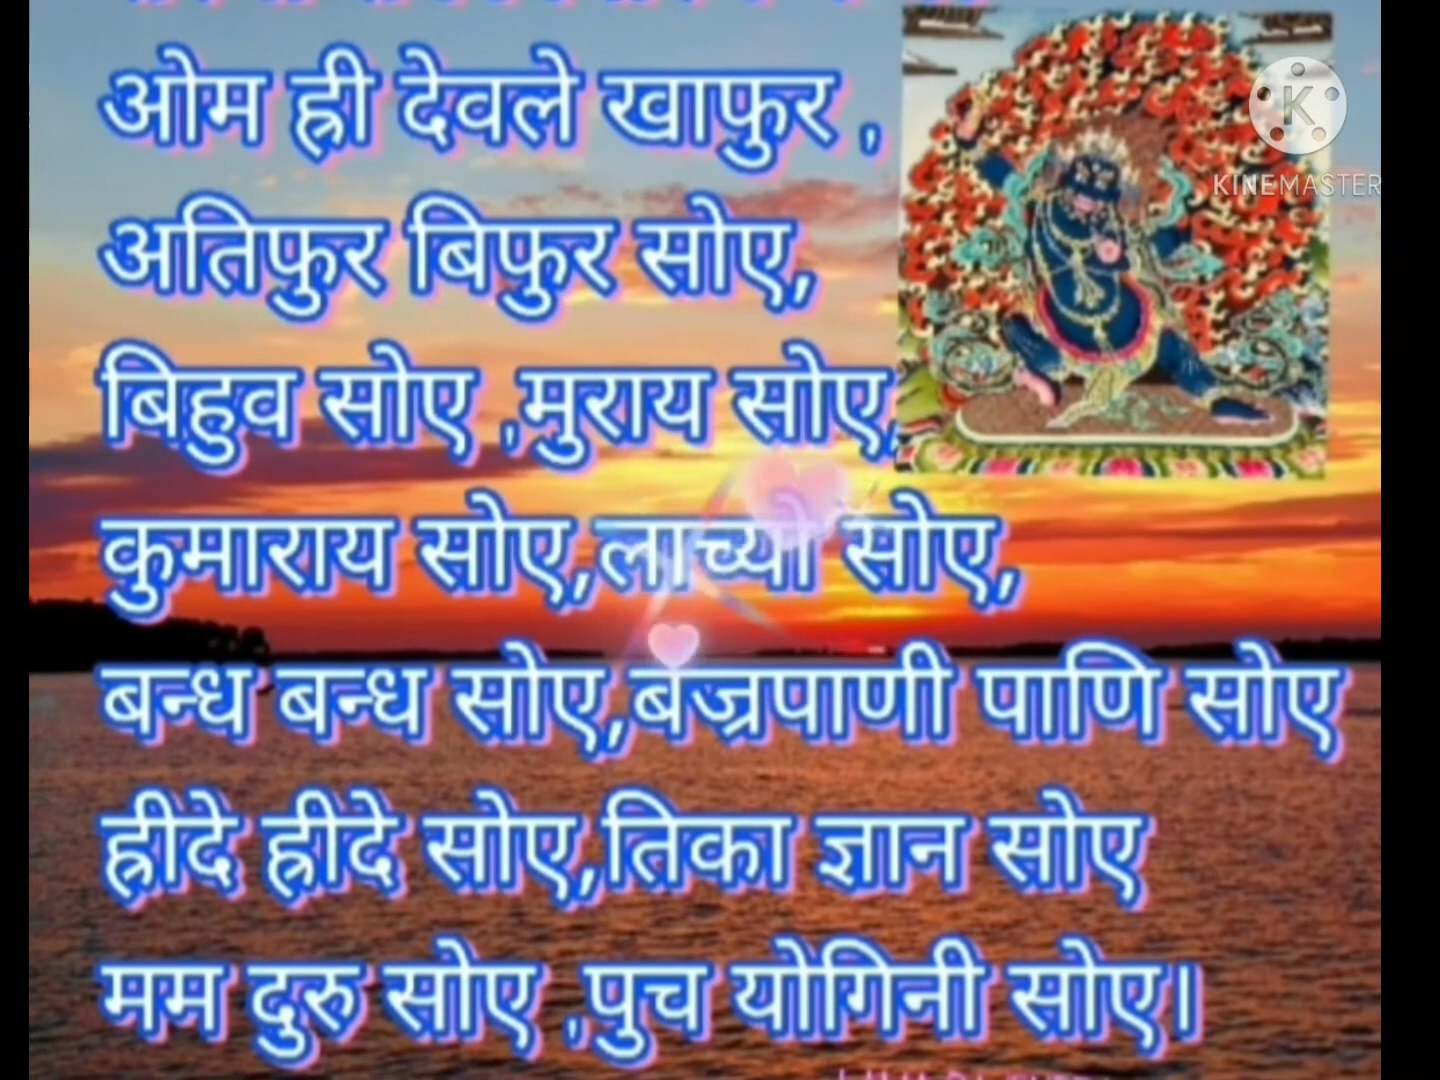 ओम ह्री देवले खाफुर ,
अतिफुर बिफुर सोए,
बिहुव सोए ,मुराय सोए,
कुमाराय सोए,लाच्यो सोए,
बन्ध बन्ध सोए,बज्रपाणी पाणि सोए
ह्रीदे ह्रीदे सोए,तिका ज्ञान सोए
मम दुरु सोए ,पुच योगिनी सोए।
KINEMASTER